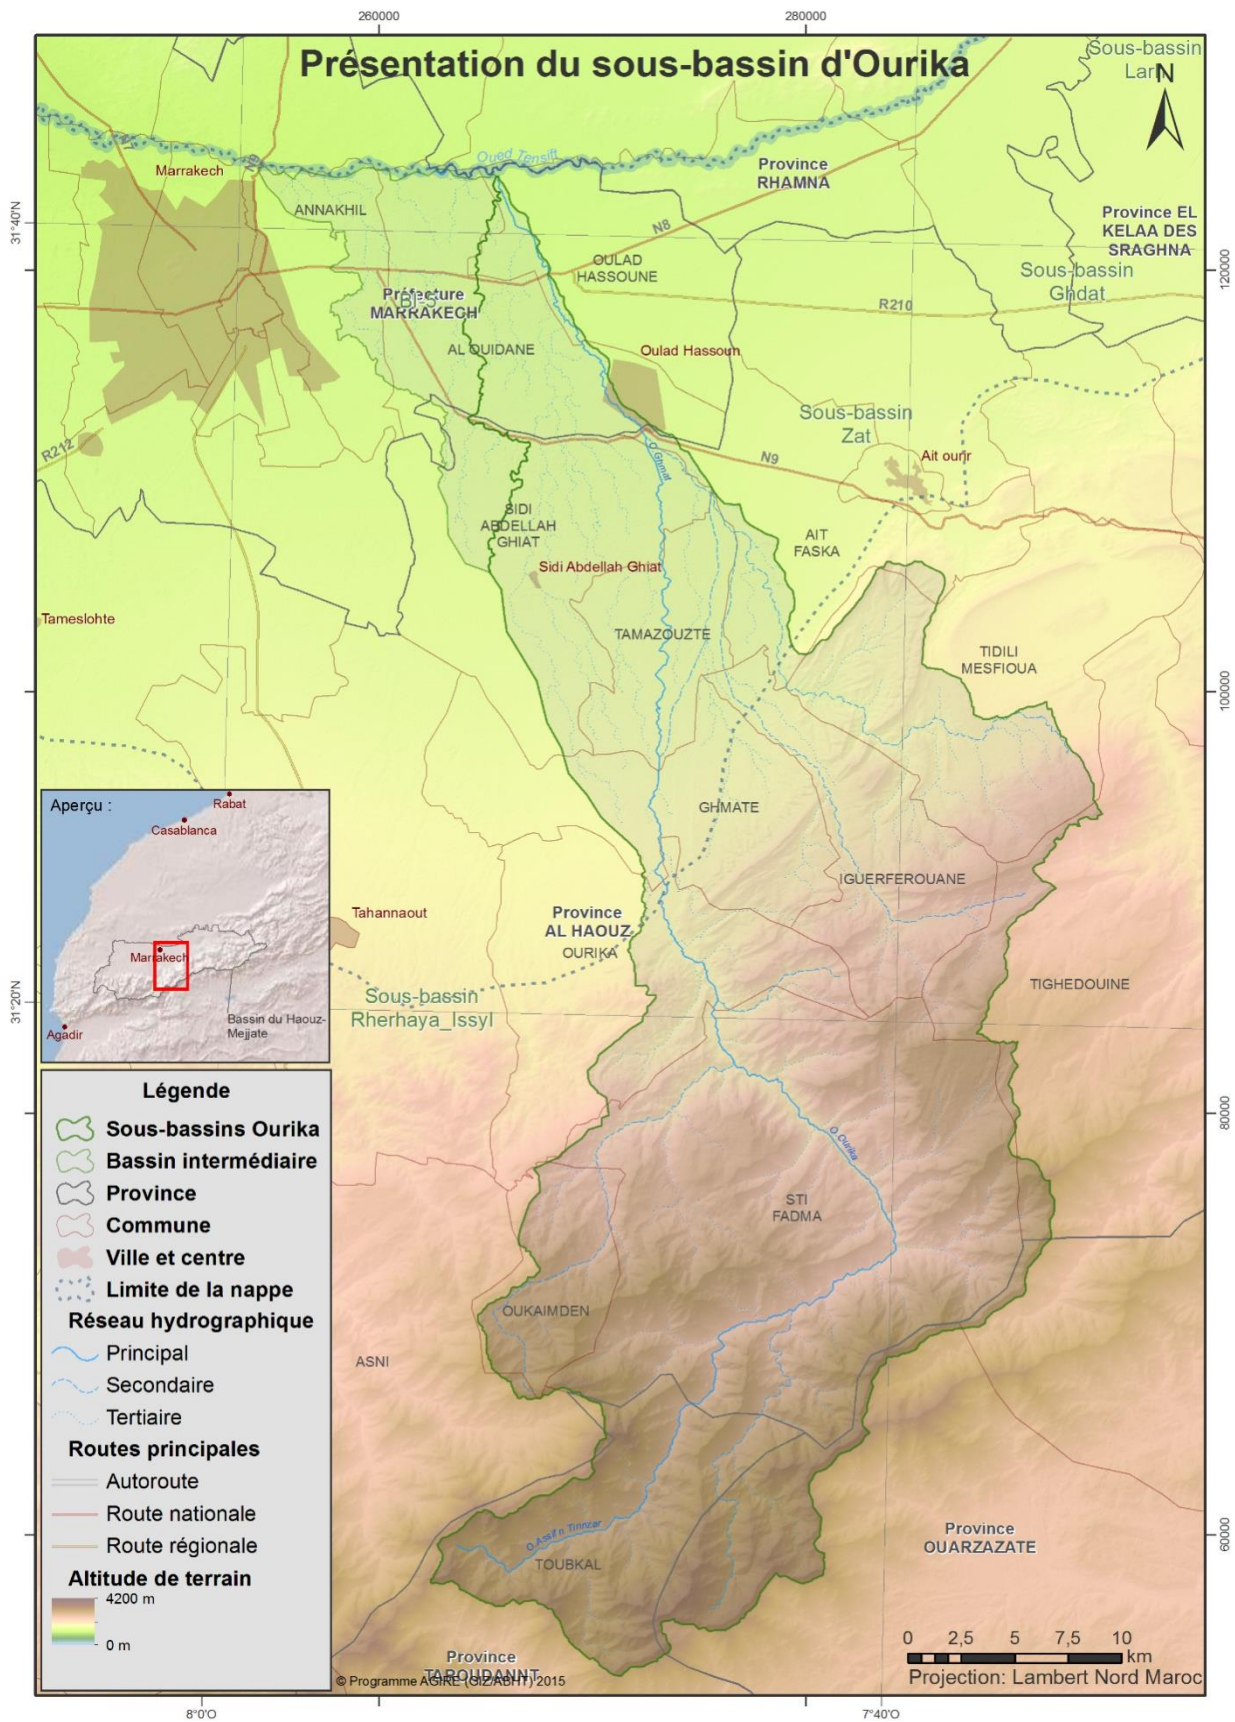 260000
280000
Présentation du sous-bassin d'Ourika
Sous-bassin
Larh
N
N7
N9
Marrakech
Oued Tensift
Province
RHAMNA
31°40'N
ANNAKHIL
N8
Province EL
KELAA DES
SRAGHNA
OULAD
HASSOUNE
Sous-bassin
Ghdat
120000
Préfecture
MARRAKECH
R210
AL OUIDANE
Oulad Hassoun
Sous-bassin
Zat
R212
O Ghmat
N9
Ait ourir
SIDI
ABDELLAH
GHIAT
AIT
FASKA
Sidi Abdellah Ghiat
Tameslohte
TAMAZOUZTE
TIDILI
MESFIOUA
100000
GHMATE
IGUERFEROUANE
Aperçu :
Rabat
Casablanca
Marrakech
Agadir
Bassin du Haouz-
Mejjate
Tahannaout
Province
AL HAOUZ
OURIKA
TIGHEDOUINE
31°20'N
Sous-bassin
Rherhaya_Issyl
80000
O Ourika
STI
FADMA
OUKAIMDEN
ASNI
O Assif n Tinnzar
TOUBKAL
Province
OUARZAZATE
60000
Province
TAROUDANNT
Légende
Sous-bassins Ourika
Bassin intermédiaire
Province
Commune
Ville et centre
Limite de la nappe
Réseau hydrographique
Principal
Secondaire
Tertiaire
Routes principales
Autoroute
Route nationale
Route régionale
Altitude de terrain
4200 m
0 m
© Programme AGIRE (GIZ/ABHT) 2015
0 2,5 5 7,5 10
km
Projection: Lambert Nord Maroc
8°0'O
7°40'O